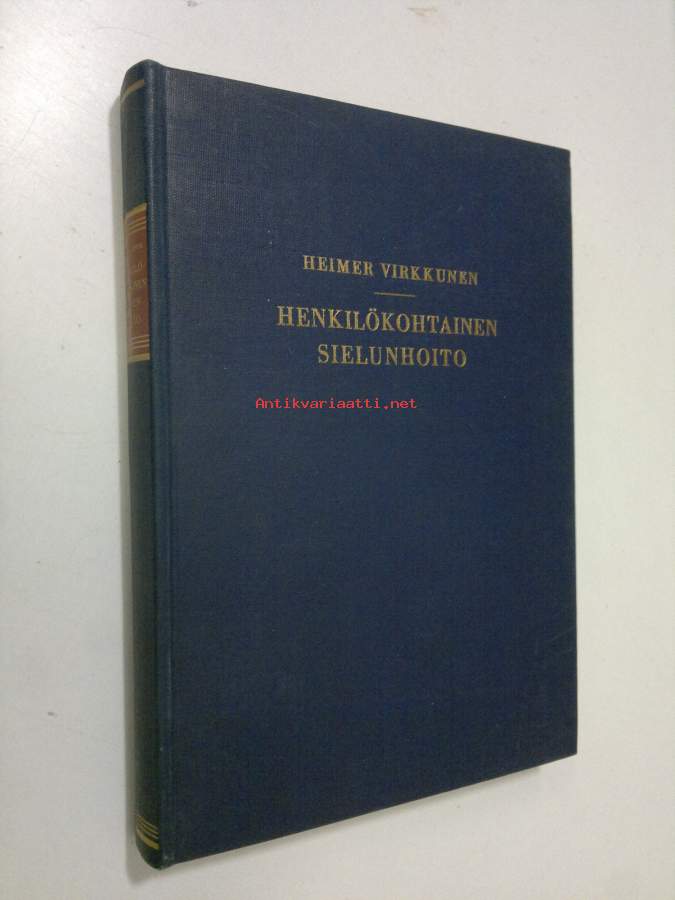 HEIMER VIRKKUNEN
HENKILÖKOHTAINEN
SIELUNHOITO
Antikvariaatti.net